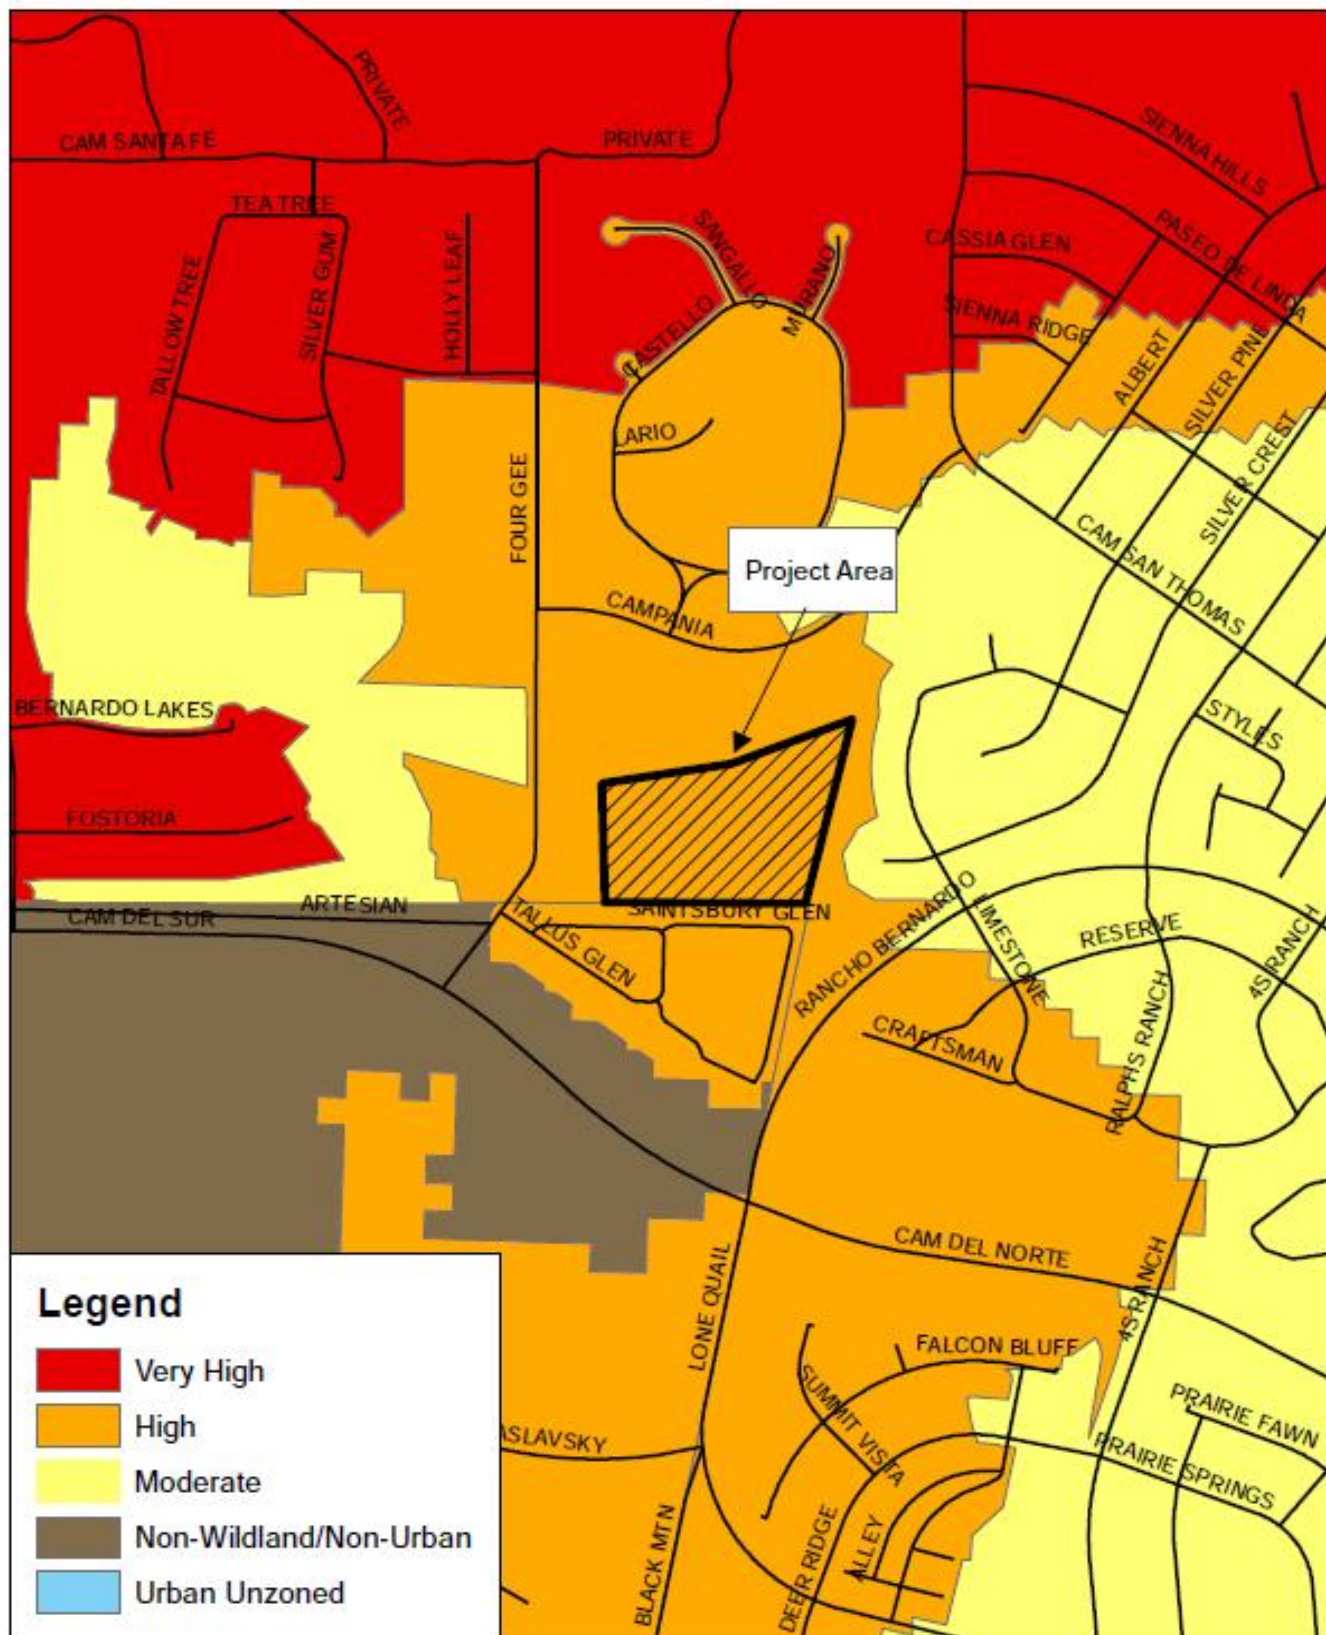 PRIVATE
CAM SANTA FE
PRIVATE
SIENNA HILLS
TEA TREE
SANGALLO
PASEO DE LINDA
CASSIA GLEN
TALLOW TREE
SILVER GUM
HOLLY LEAF
MURANO
CASTELLO
SIENNA RIDGE
ALBERT
SILVER PINE
LARIO
SILVER CREST
FOUR GEE
CAM SAN THOMAS
Project Area
CAMPANIA
BERNARDO LAKES
STYLES
FOSTORIA
ARTESIAN
CAM DEL SUR
TALLUS GLEN
SAINTSBURY GLEN
RANCHO BERNARDO
LIMESTONE
RESERVE
4S RANCH
CRAFTSMAN
RALPHS RANCH
CAM DEL NORTE
4S RANCH
LONE QUAIL
FALCON BLUFF
SUMMIT VISTA
PRAIRIE FAWN
ASLAVSKY
PRAIRIE SPRINGS
BLACK MTN
DEER RIDGE
ALLEY
Legend
Very High
High
Moderate
Non-Wildland/Non-Urban
Urban Unzoned